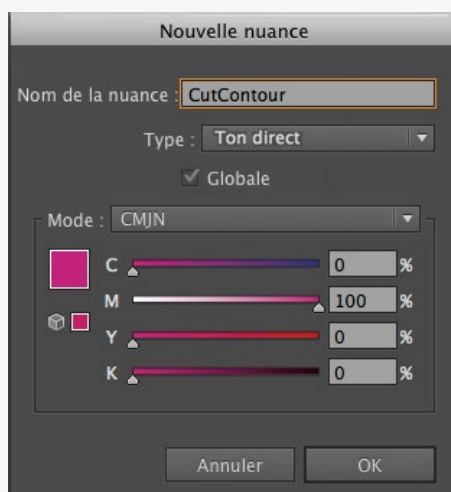 Nouvelle nuance
Nom de la nuance : CutContour
Type : Ton direct
Globale
Mode : CMJN
C 0 %
M 100 %
Y 0 %
K 0 %
Annuler OK